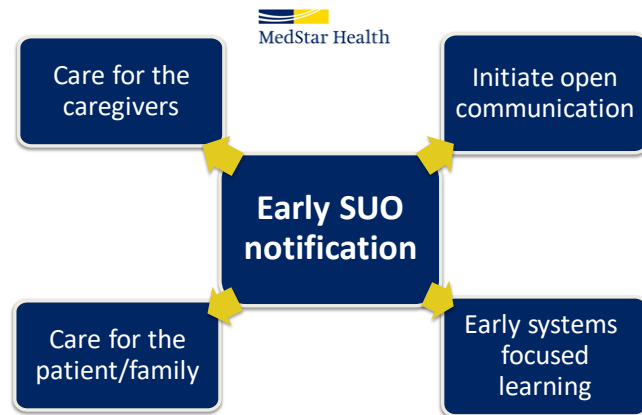 MedStar Health
Care for the
caregivers
Initiate open
communication
Early SUO
notification
Care for the
patient/family
Early systems
focused
learning